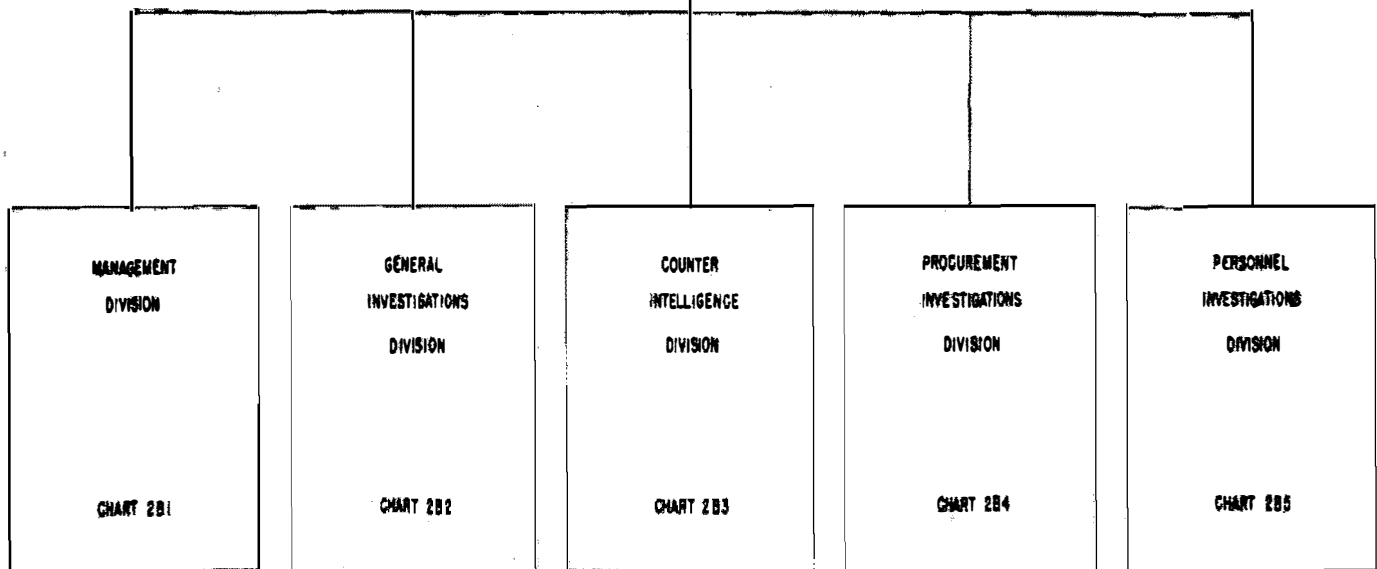 MANAGEMENT
DIVISION
CHART 2B1
GENERAL
INVESTIGATIONS
DIVISION
CHART 2B2
COUNTER
INTELLIGENCE
DIVISION
CHART 2B3
PROCUREMENT
INVESTIGATIONS
DIVISION
CHART 2B4
PERSONNEL
INVESTIGATIONS
DIVISION
CHART 2B5